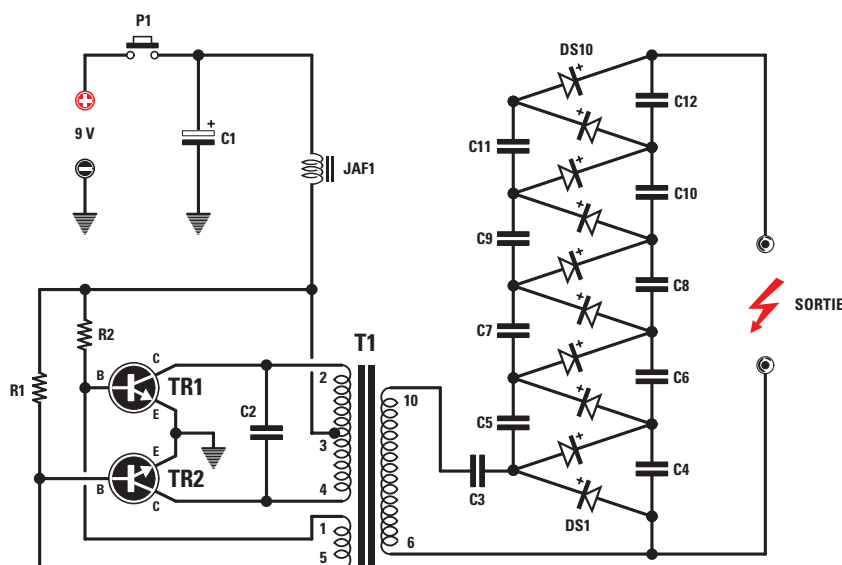 P1
DS10
+
C12
+
9 V
+
C1
+
C11
JAF1
+
C10
+
C9
+
C8
SORTIE
R2
T1
+
C7
C
2
+
C6
R1
B
TR1
10
E
C2
C5
+
3
E
+
C4
TR2
B
4
C3
+
C
DS1
1
6
5